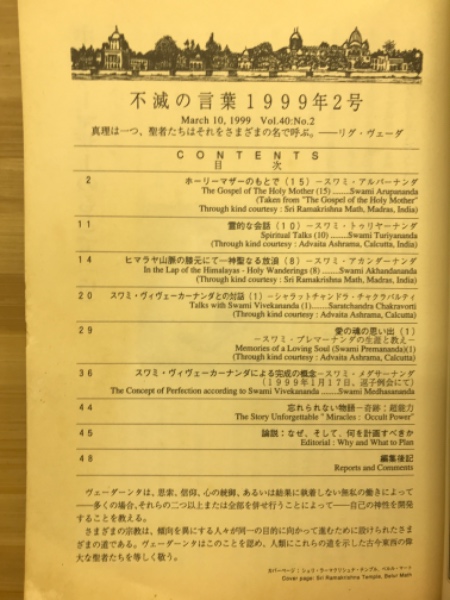 不滅の言葉 1999年2号
March 10, 1999 Vol.40:No.2
真理は一つ、聖者たちはそれをさまざまの名で呼ぶ。——リグ・ヴェーダ
CONTENTS
目 次
2 ホーリーマザーのもとで(15)-スワミ・アルパーナンダ
The Gospel of The Holy Mother (15) ........Swami Arupananda
(Taken from "The Gospel of the Holy Mother"
Through kind courtesy : Sri Ramakrishna Math, Madras, India)
11 霊的な会話(10)-スワミ・トゥリヤーナンダ
Spiritual Talks (10) ........Swami Turiyananda
(Through kind courtesy : Advaita Ashrama, Calcutta, India)
14 ヒマラヤ山脈の膝元にて—神聖なる放浪(8)-スワミ・アカンダーナンダ
In the Lap of the Himalayas - Holy Wanderings (8) ........Swami Akhandananda
(Through kind courtesy : Advaita Ashrama, Calcutta, India)
20 スワミ・ヴィヴェーカーナンダとの対話(1)-シャラットチャンドラ・チャクラバルティ
Talks with Swami Vivekananda (1)........Saratchandra Chakravorti
(Through kind courtesy : Advaita Ashrama, Calcutta)
29 愛の魂の思い出(1)
-スワミ・プレマーナンダの生涯と教え-
Memories of a Loving Soul (Swami Premananda)(1)
(Through kind courtesy : Advaita Ashrama, Calcutta)
36 スワミ・ヴィヴェーカーナンダによる完成の概念-スワミ・メダサーナンダ
(1999年1月17日、逗子例会にて)
The Concept of Perfection according to Swami Vivekananda ........Swami Medhasananda
44 忘れられない物語-奇跡:超能力
The Story Unforgettable " Miracles : Occult Power"
45 論説:なぜ、そして、何を計画すべきか
Editorial : Why and What to Plan
48 編集後記
Reports and Comments
ヴェーダーンタは、思索、信仰、心の統御、あるいは結果に執着しない無私の働きによって
——多くの場合、それらの二つ以上または全部を併せ行うことによって——自己の神性を開発
することを教える。
さまざまの宗教は、傾向を異にする人々が同一の目的に向かって進むために設けられたさま
ざまの道である。ヴェーダーンタはこのことを認め、人類にこれらの道を示した古今東西の偉
大な聖者たちを等しく敬う。
カバーページ:シュリ・ラーマクリシュナ・テンプル、ベルル・マート
Cover page: Sri Ramakrishna Temple, Belur Math